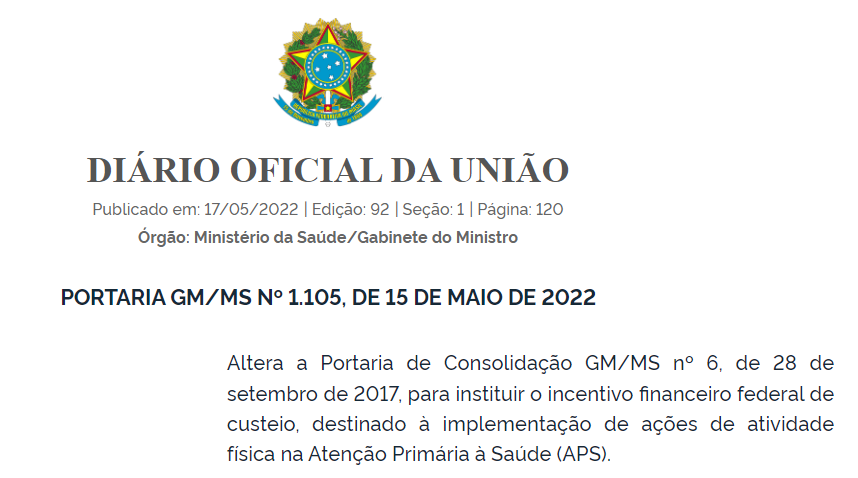 DIÁRIO OFICIAL DA UNIÃO
Publicado em: 17/05/2022 | Edição: 92 | Seção: 1 | Página: 120
Órgão: Ministério da Saúde/Gabinete do Ministro
PORTARIA GM/MS Nº 1.105, DE 15 DE MAIO DE 2022
Altera a Portaria de Consolidação GM/MS nº 6, de 28 de
setembro de 2017, para instituir o incentivo financeiro federal de
custeio, destinado à implementação de ações de atividade
física na Atenção Primária à Saúde (APS).